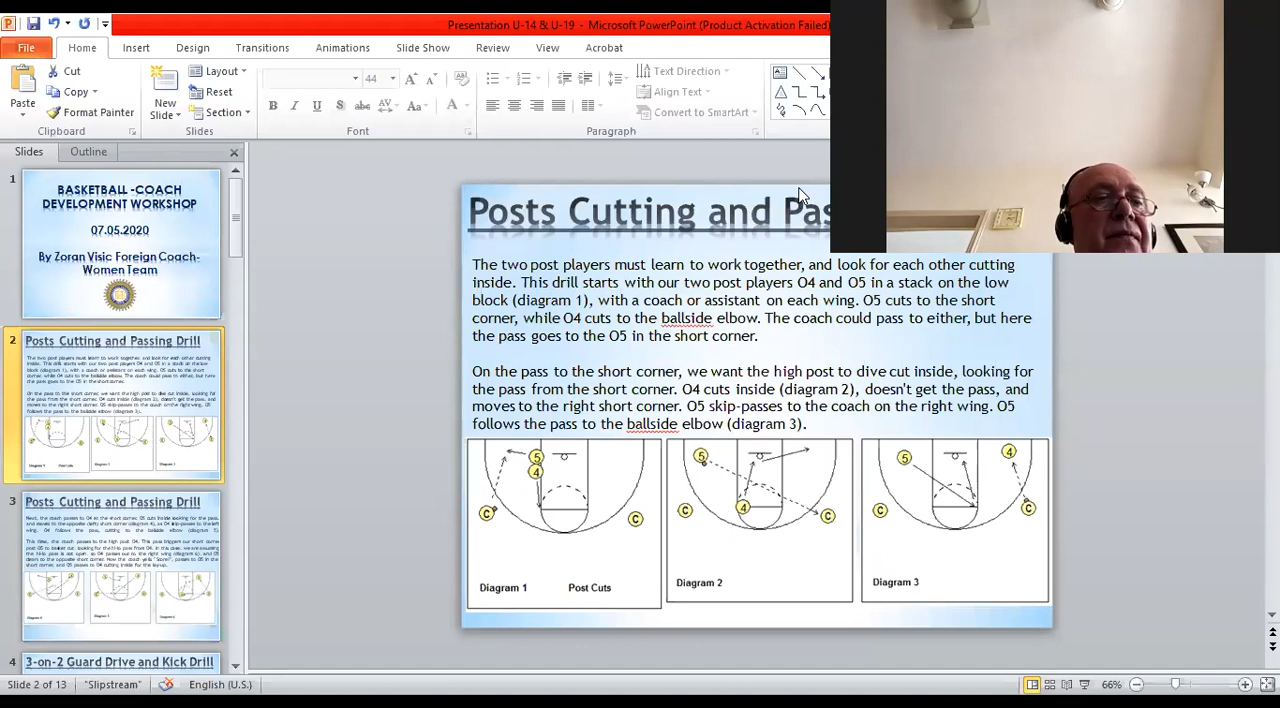 Presentation U-14 & U-19 - Microsoft PowerPoint (Product Activation Failed)
File Home Insert Design Transitions Animations Slide Show Review View Acrobat
Cut
Copy
Format Painter
Paste
Clipboard
New
Slide
Layout
Reset
Section
Slides
44
Font
Text Direction
Align Text
Convert to SmartArt
Paragraph
Slides Outline
1
BASKETBALL -COACH
DEVELOPMENT WORKSHOP
07.05.2020
By Zoran Visic Foreign Coach-
Women Team
2
Posts Cutting and Passing Drill
3
Posts Cutting and Passing Drill
4
3-on-2 Guard Drive and Kick Drill
Posts Cutting and Pas
The two post players must learn to work together, and look for each other cutting
inside. This drill starts with our two post players O4 and O5 in a stack on the low
block (diagram 1), with a coach or assistant on each wing. O5 cuts to the short
corner, while O4 cuts to the ballside elbow. The coach could pass to either, but here
the pass goes to the O5 in the short corner.
On the pass to the short corner, we want the high post to dive cut inside, looking for
the pass from the short corner. O4 cuts inside (diagram 2), doesn't get the pass, and
moves to the right short corner. O5 skip-passes to the coach on the right wing. O5
follows the pass to the ballside elbow (diagram 3).
5
4
C
C
Diagram 1 Post Cuts
5
4
C
C
Diagram 2
5
4
C
C
Diagram 3
Slide 2 of 13 "Slipstream" English (U.S.) 66%